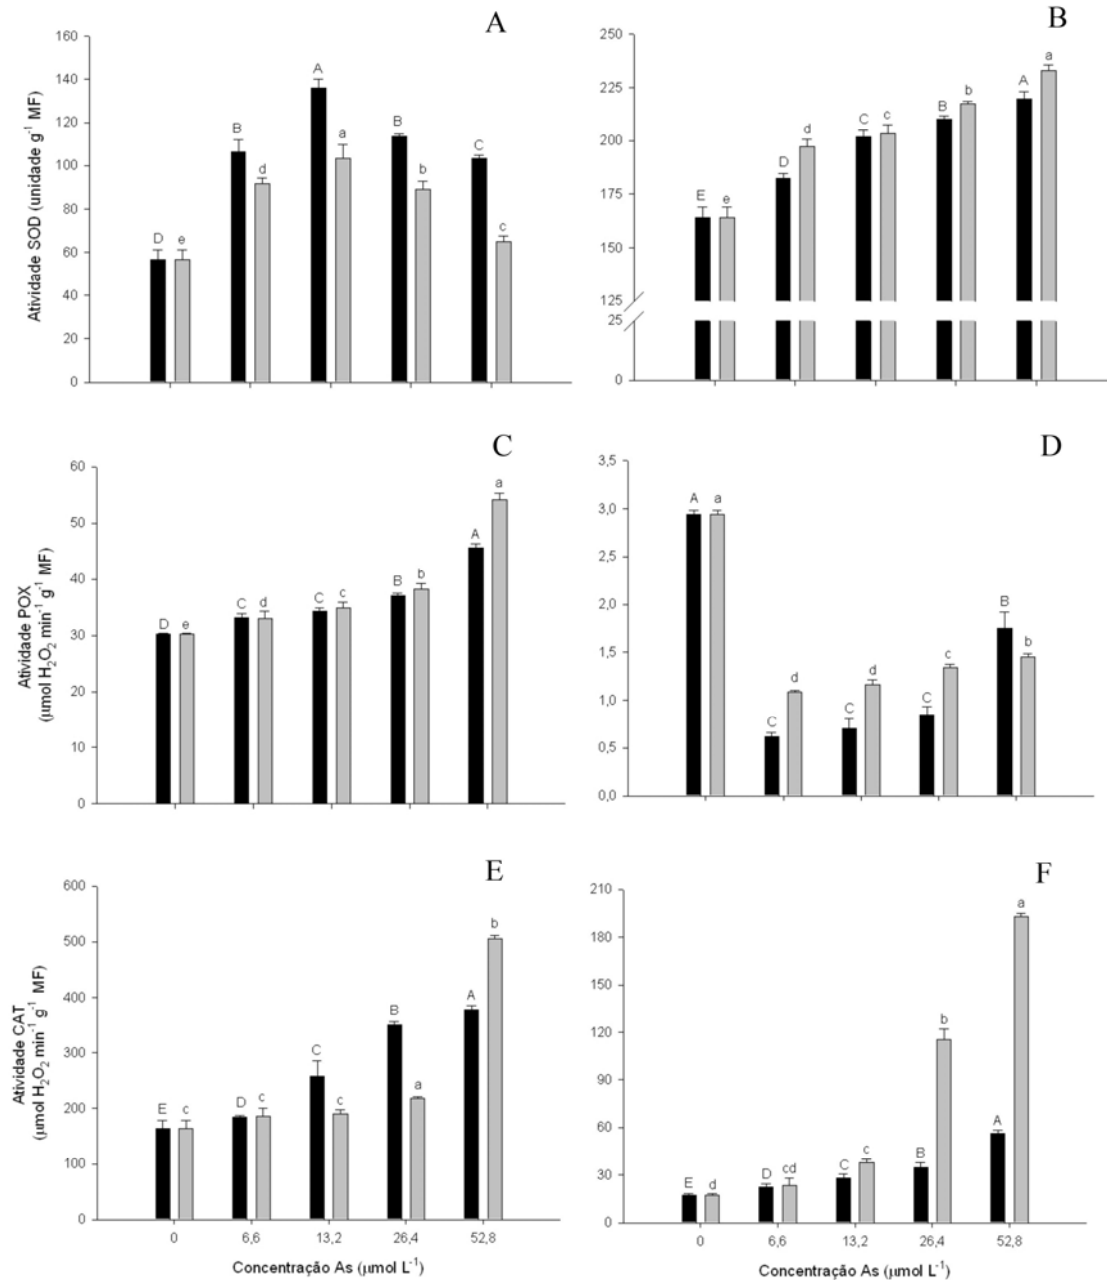 A
160
140
120
100
80
60
40
20
0
Atividade SOD (unidade g-1 MF)
D e B d A a B b C c
B
250
225
200
175
150
125
25
0
E e D d C c B b A a
C
60
50
40
30
20
10
0
Atividade POX
(µmol H2O2 min-1 g-1 MF)
D e C d C c B b A a
D
3,5
3,0
2,5
2,0
1,5
1,0
0,5
0,0
A a C d C d C c B b
E
600
500
400
300
200
100
0
Atividade CAT
(µmol H2O2 min-1 g-1 MF)
E c D c C c B a A b
0 6,6 13,2 26,4 52,8
Concentração As (µmol L-1)
F
210
180
150
120
90
60
30
0
E d D cd C c B b A a
0 6,6 13,2 26,4 52,8
Concentração As (µmol L-1)